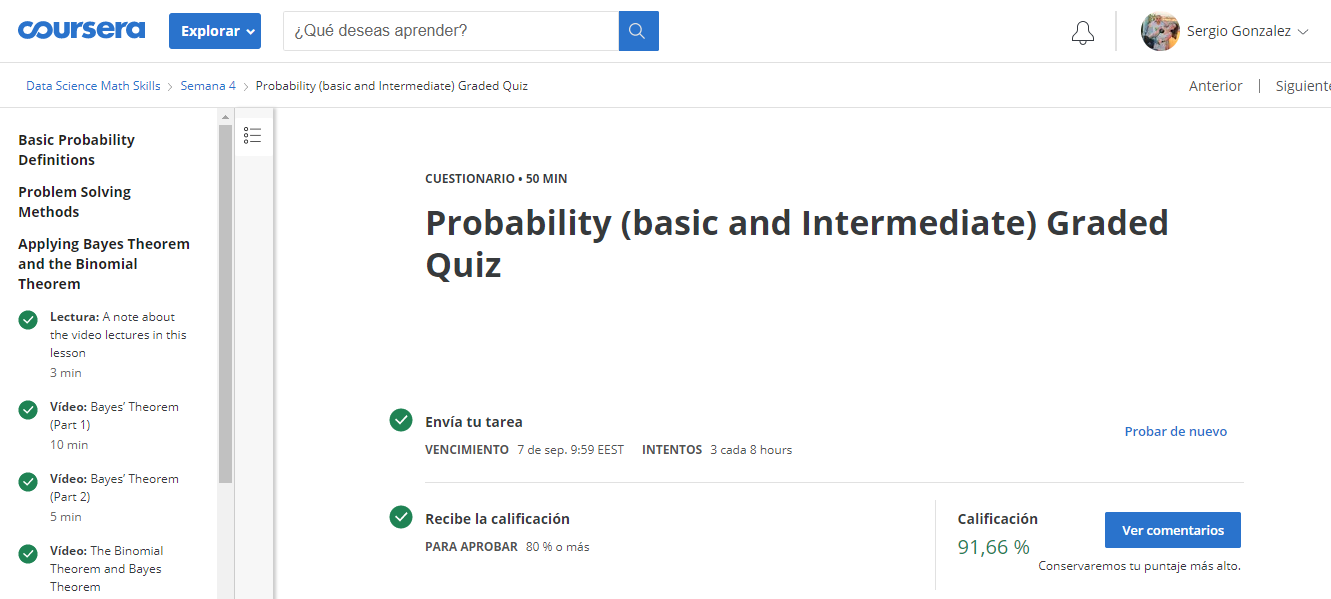 coursera
Explorar
¿Qué deseas aprender?
Sergio Gonzalez
Data Science Math Skills
Semana 4
Probability (basic and Intermediate) Graded Quiz
Anterior
Siguiente
Basic Probability
Definitions
Problem Solving
Methods
Applying Bayes Theorem
and the Binomial
Theorem
Lectura: A note about
the video lectures in this
lesson
3 min
Vídeo: Bayes’ Theorem
(Part 1)
10 min
Vídeo: Bayes’ Theorem
(Part 2)
5 min
Vídeo: The Binomial
Theorem and Bayes
Theorem
CUESTIONARIO • 50 MIN
Probability (basic and Intermediate) Graded
Quiz
Envía tu tarea
VENCIMIENTO 7 de sep. 9:59 EEST INTENTOS 3 cada 8 hours
Probar de nuevo
Recibe la calificación
PARA APROBAR 80 % o más
Calificación
91,66 %
Ver comentarios
Conservaremos tu puntaje más alto.